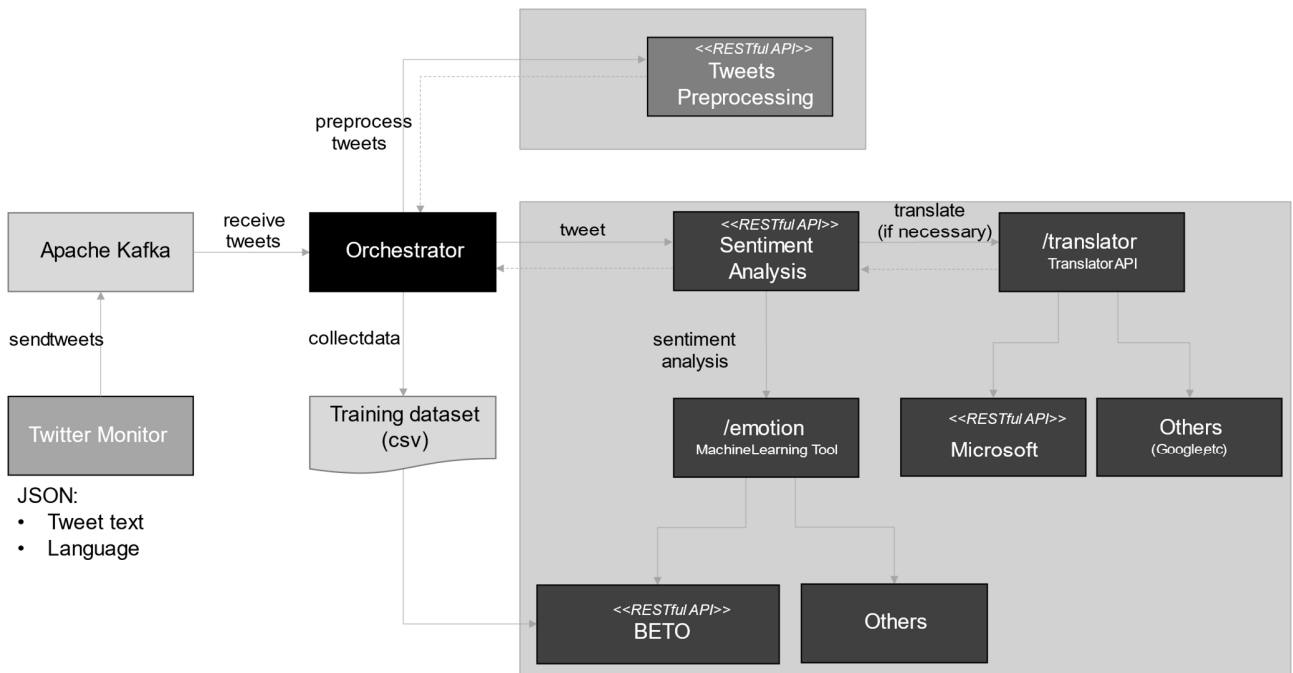 <<RESTful API>>
Tweets
Preprocessing
preprocess
tweets
Apache Kafka
receive
tweets
Orchestrator
tweet
<<RESTful API>>
Sentiment
Analysis
translate
(if necessary)
/translator
TranslatorAPI
sendtweets
collectdata
sentiment
analysis
Twitter Monitor
Training dataset
(csv)
/emotion
MachineLearning Tool
<<RESTful API>>
Microsoft
Others
(Google,etc)
JSON:
• Tweet text
• Language
<<RESTful API>>
BETO
Others